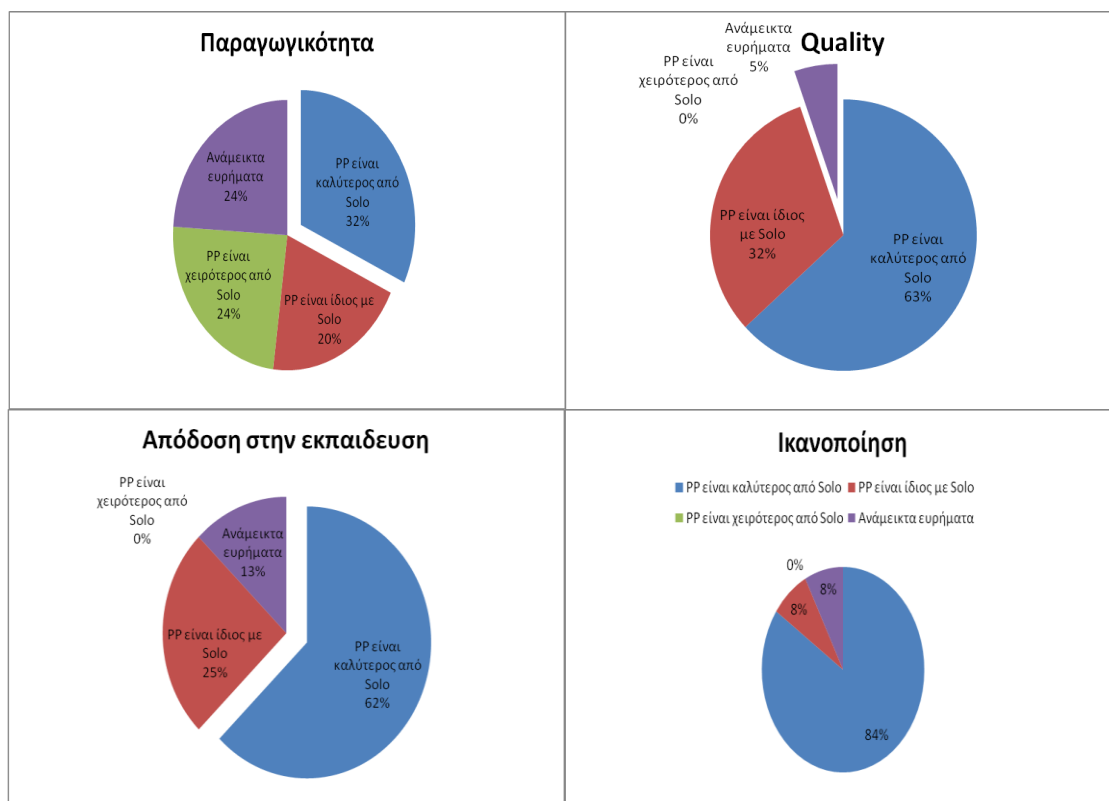 Παραγωγικότητα
PP είναι
καλύτερος από
Solo
32%
PP είναι ίδιος με
Solo
20%
PP είναι
χειρότερος από
Solo
24%
Ανάμεικτα
ευρήματα
24%
Quality
Ανάμεικτα
ευρήματα
5%
PP είναι
χειρότερος από
Solo
0%
PP είναι ίδιος
με Solo
32%
PP είναι
καλύτερος από
Solo
63%
Απόδοση στην εκπαιδευση
PP είναι
χειρότερος από
Solo
0%
Ανάμεικτα
ευρήματα
13%
PP είναι ίδιος με
Solo
25%
PP είναι
καλύτερος από
Solo
62%
Ικανοποίηση
PP είναι καλύτερος από Solo PP είναι ίδιος με Solo
PP είναι χειρότερος από Solo Ανάμεικτα ευρήματα
0%
8%
8%
84%